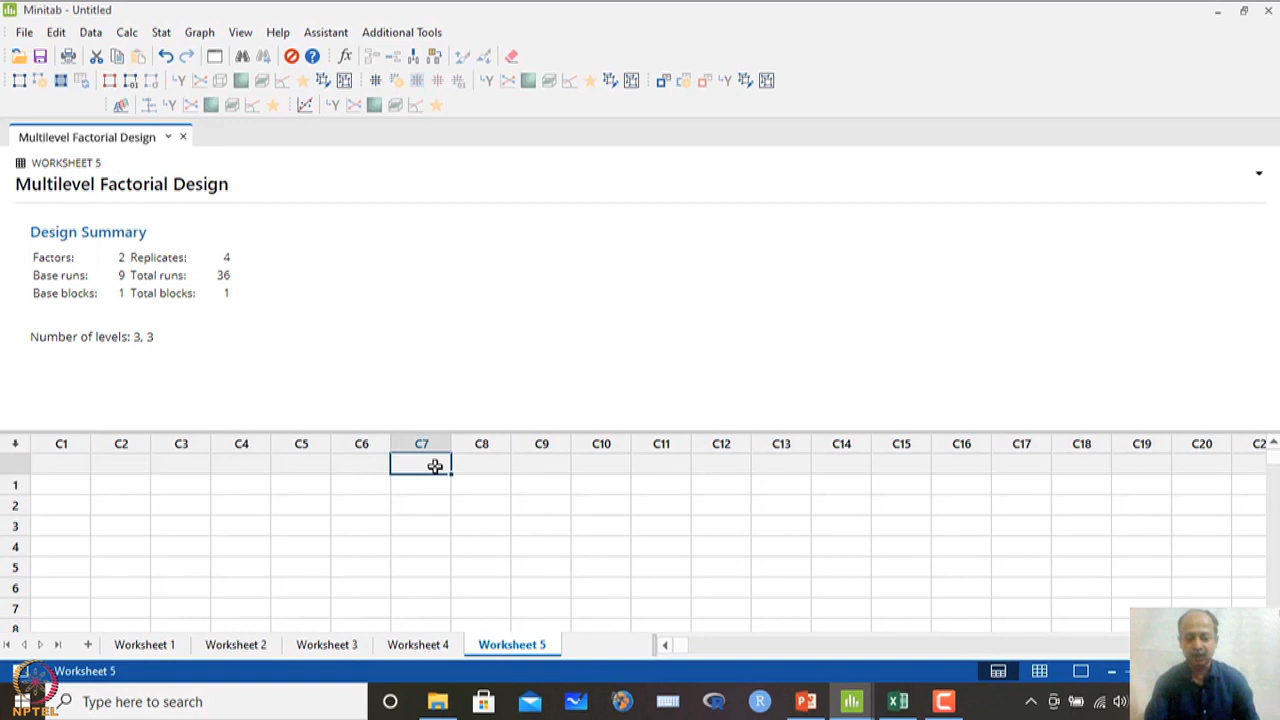 Minitab - Untitled
File Edit Data Calc Stat Graph View Help Assistant Additional Tools
Multilevel Factorial Design
WORKSHEET 5
Multilevel Factorial Design
Design Summary
Factors: 2 Replicates: 4
Base runs: 9 Total runs: 36
Base blocks: 1 Total blocks: 1
Number of levels: 3, 3
C1 C2 C3 C4 C5 C6 C7 C8 C9 C10 C11 C12 C13 C14 C15 C16 C17 C18 C19 C20 C2
1
2
3
4
5
6
7
8
Worksheet 1 Worksheet 2 Worksheet 3 Worksheet 4 Worksheet 5
Worksheet 5
Type here to search
NPTEL